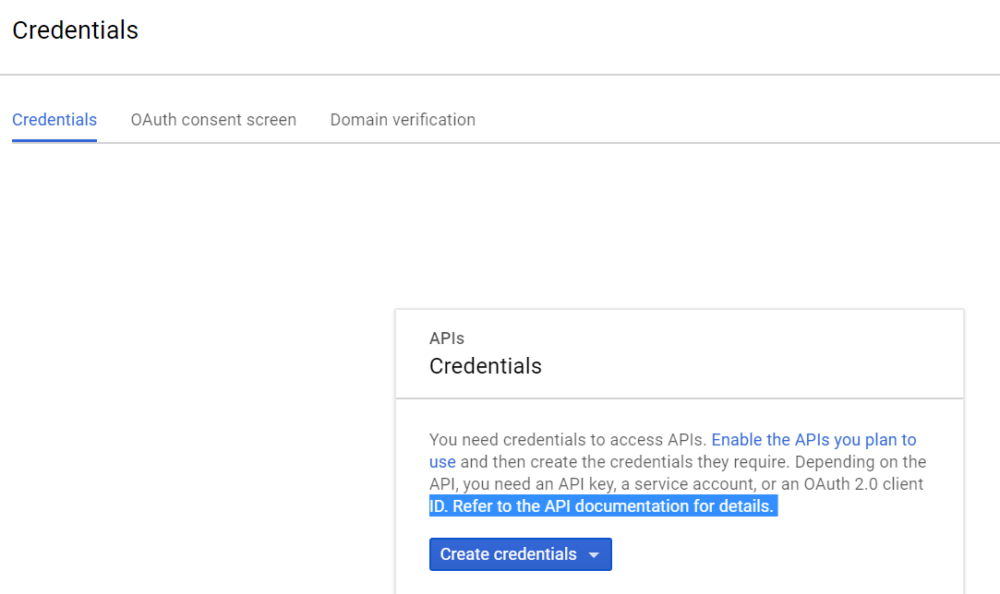 Credentials
Credentials
OAuth consent screen
Domain verification
APIs
Credentials
You need credentials to access APIs. Enable the APIs you plan to
use and then create the credentials they require. Depending on the
API, you need an API key, a service account, or an OAuth 2.0 client
ID. Refer to the API documentation for details.
Create credentials